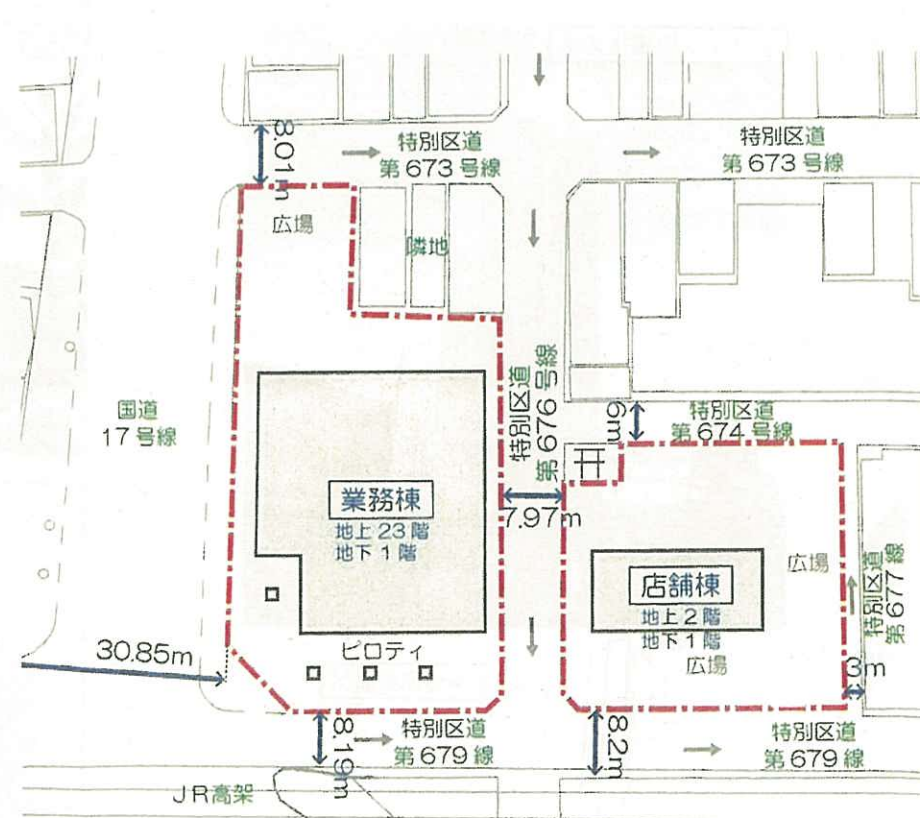 8.01m
特別区道
第673号線
特別区道
第673号線
広場
隣地
国道
17号線
特別区道
第679号線
6m
特別区道
第674号線
業務棟
地上23階
地下1階
7.97m
広場
店舗棟
地上2階
地下1階
広場
特別区道
第677線
30.85m
ピロティ
3m
8.19m
特別区道
第679線
8.2m
特別区道
第679線
JR高架